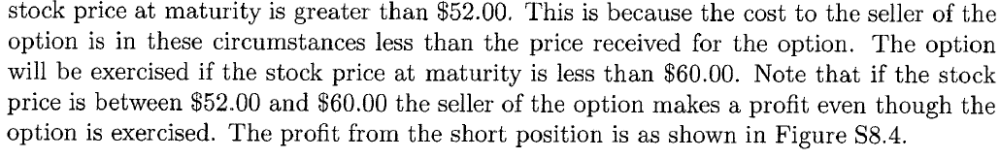 stock price at maturity is greater than $52.00. This is because the cost to the seller of the
option is in these circumstances less than the price received for the option. The option
will be exercised if the stock price at maturity is less than $60.00. Note that if the stock
price is between $52.00 and $60.00 the seller of the option makes a profit even though the
option is exercised. The profit from the short position is as shown in Figure S8.4.